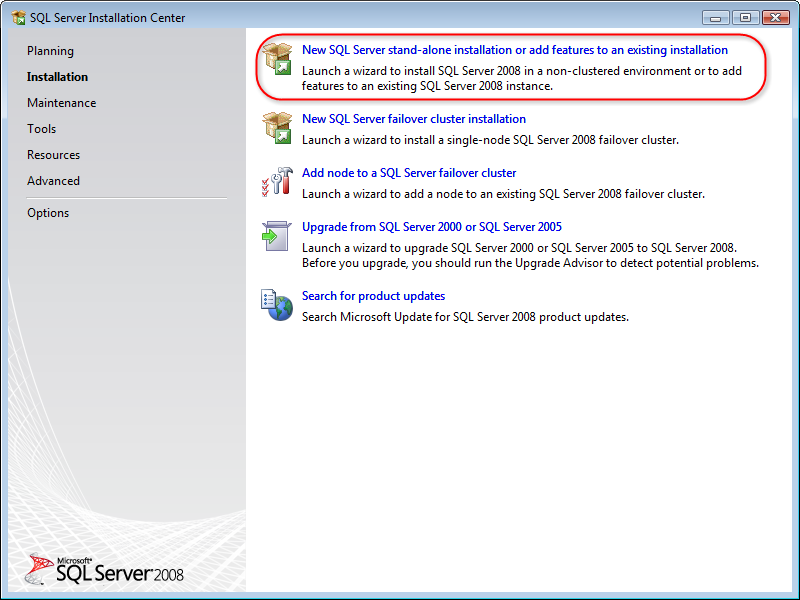 SQL Server Installation Center
Planning
Installation
Maintenance
Tools
Resources
Advanced
Options
New SQL Server stand-alone installation or add features to an existing installation
Launch a wizard to install SQL Server 2008 in a non-clustered environment or to add
features to an existing SQL Server 2008 instance.
New SQL Server failover cluster installation
Launch a wizard to install a single-node SQL Server 2008 failover cluster.
Add node to a SQL Server failover cluster
Launch a wizard to add a node to an existing SQL Server 2008 failover cluster.
Upgrade from SQL Server 2000 or SQL Server 2005
Launch a wizard to upgrade SQL Server 2000 or SQL Server 2005 to SQL Server 2008.
Before you upgrade, you should run the Upgrade Advisor to detect potential problems.
Search for product updates
Search Microsoft Update for SQL Server 2008 product updates.
Microsoft®
SQL Server 2008